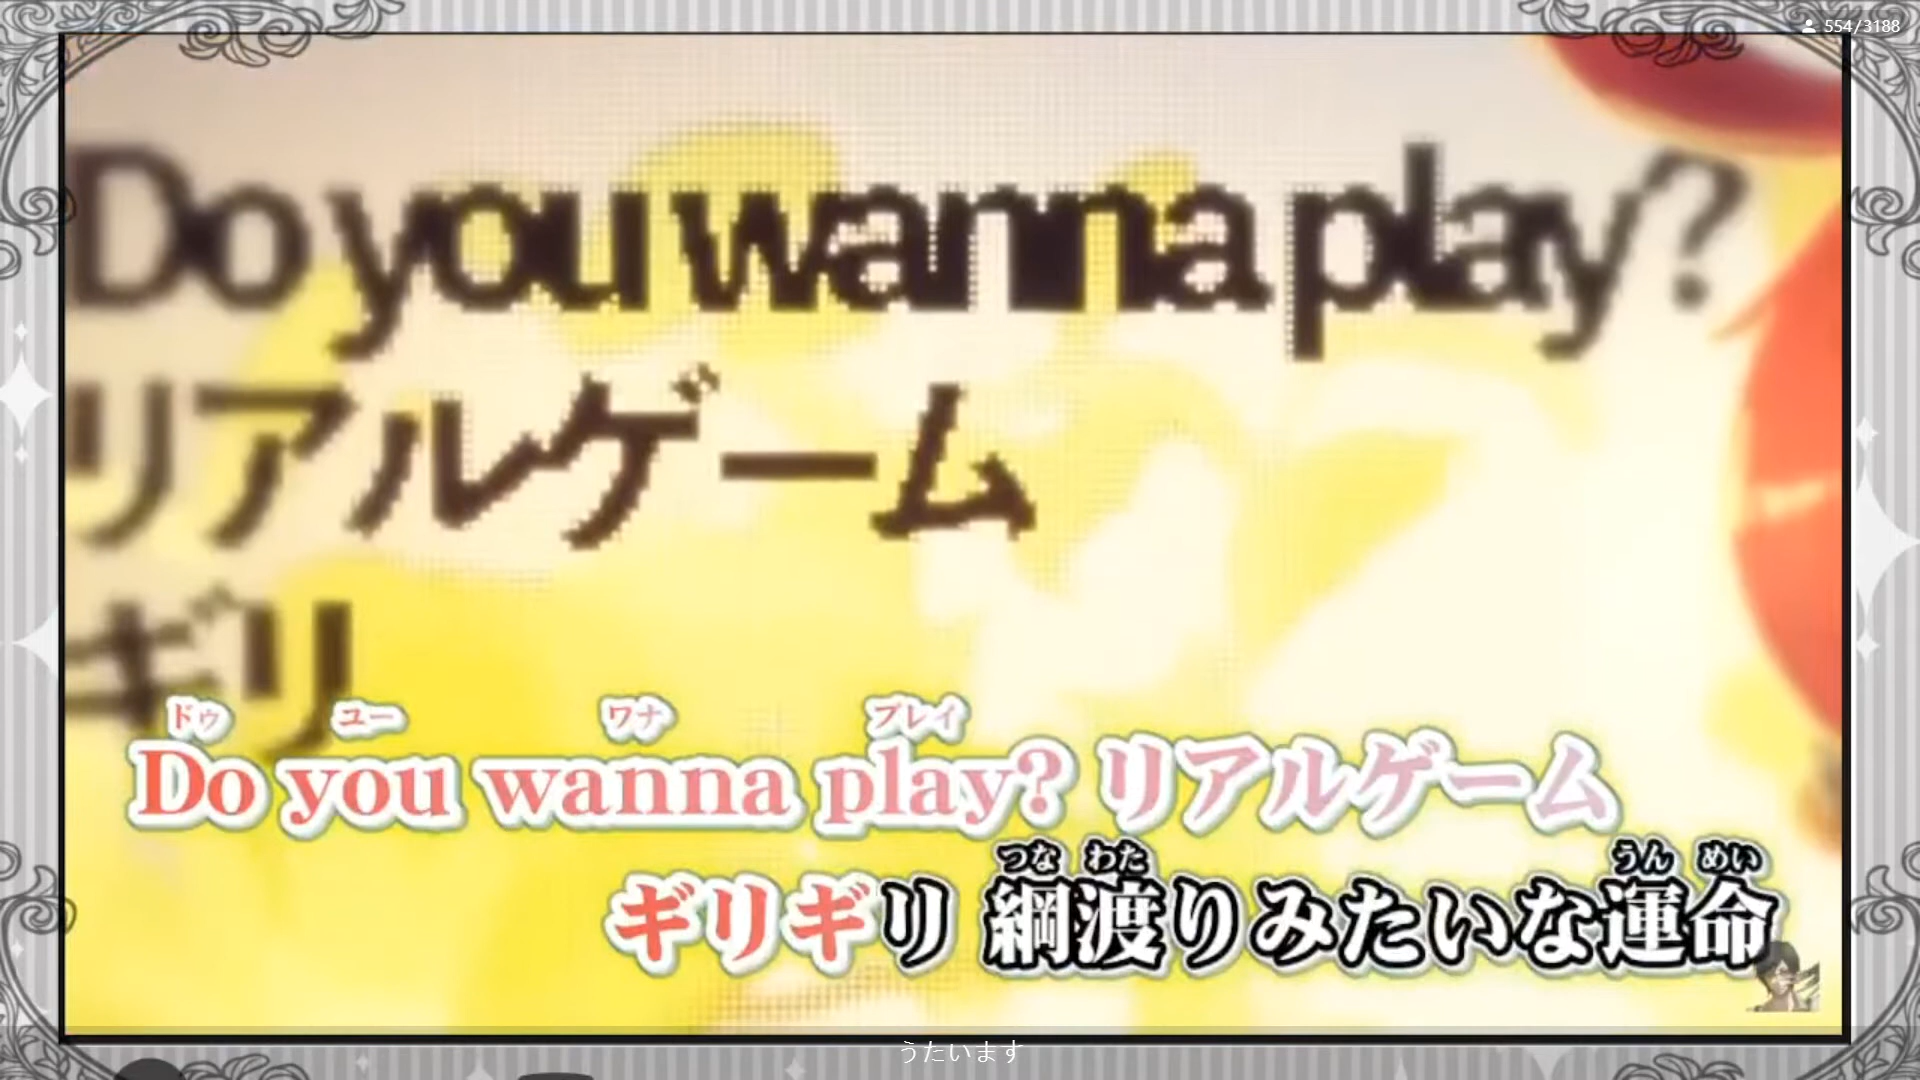 554/3188
Do you wanna play?
リアルゲーム
ギリ
ドゥ ユー ワナ プレイ
Do you wanna play? リアルゲーム
つな わた うん めい
ギリギリ 綱渡りみたいな運命
うたいます